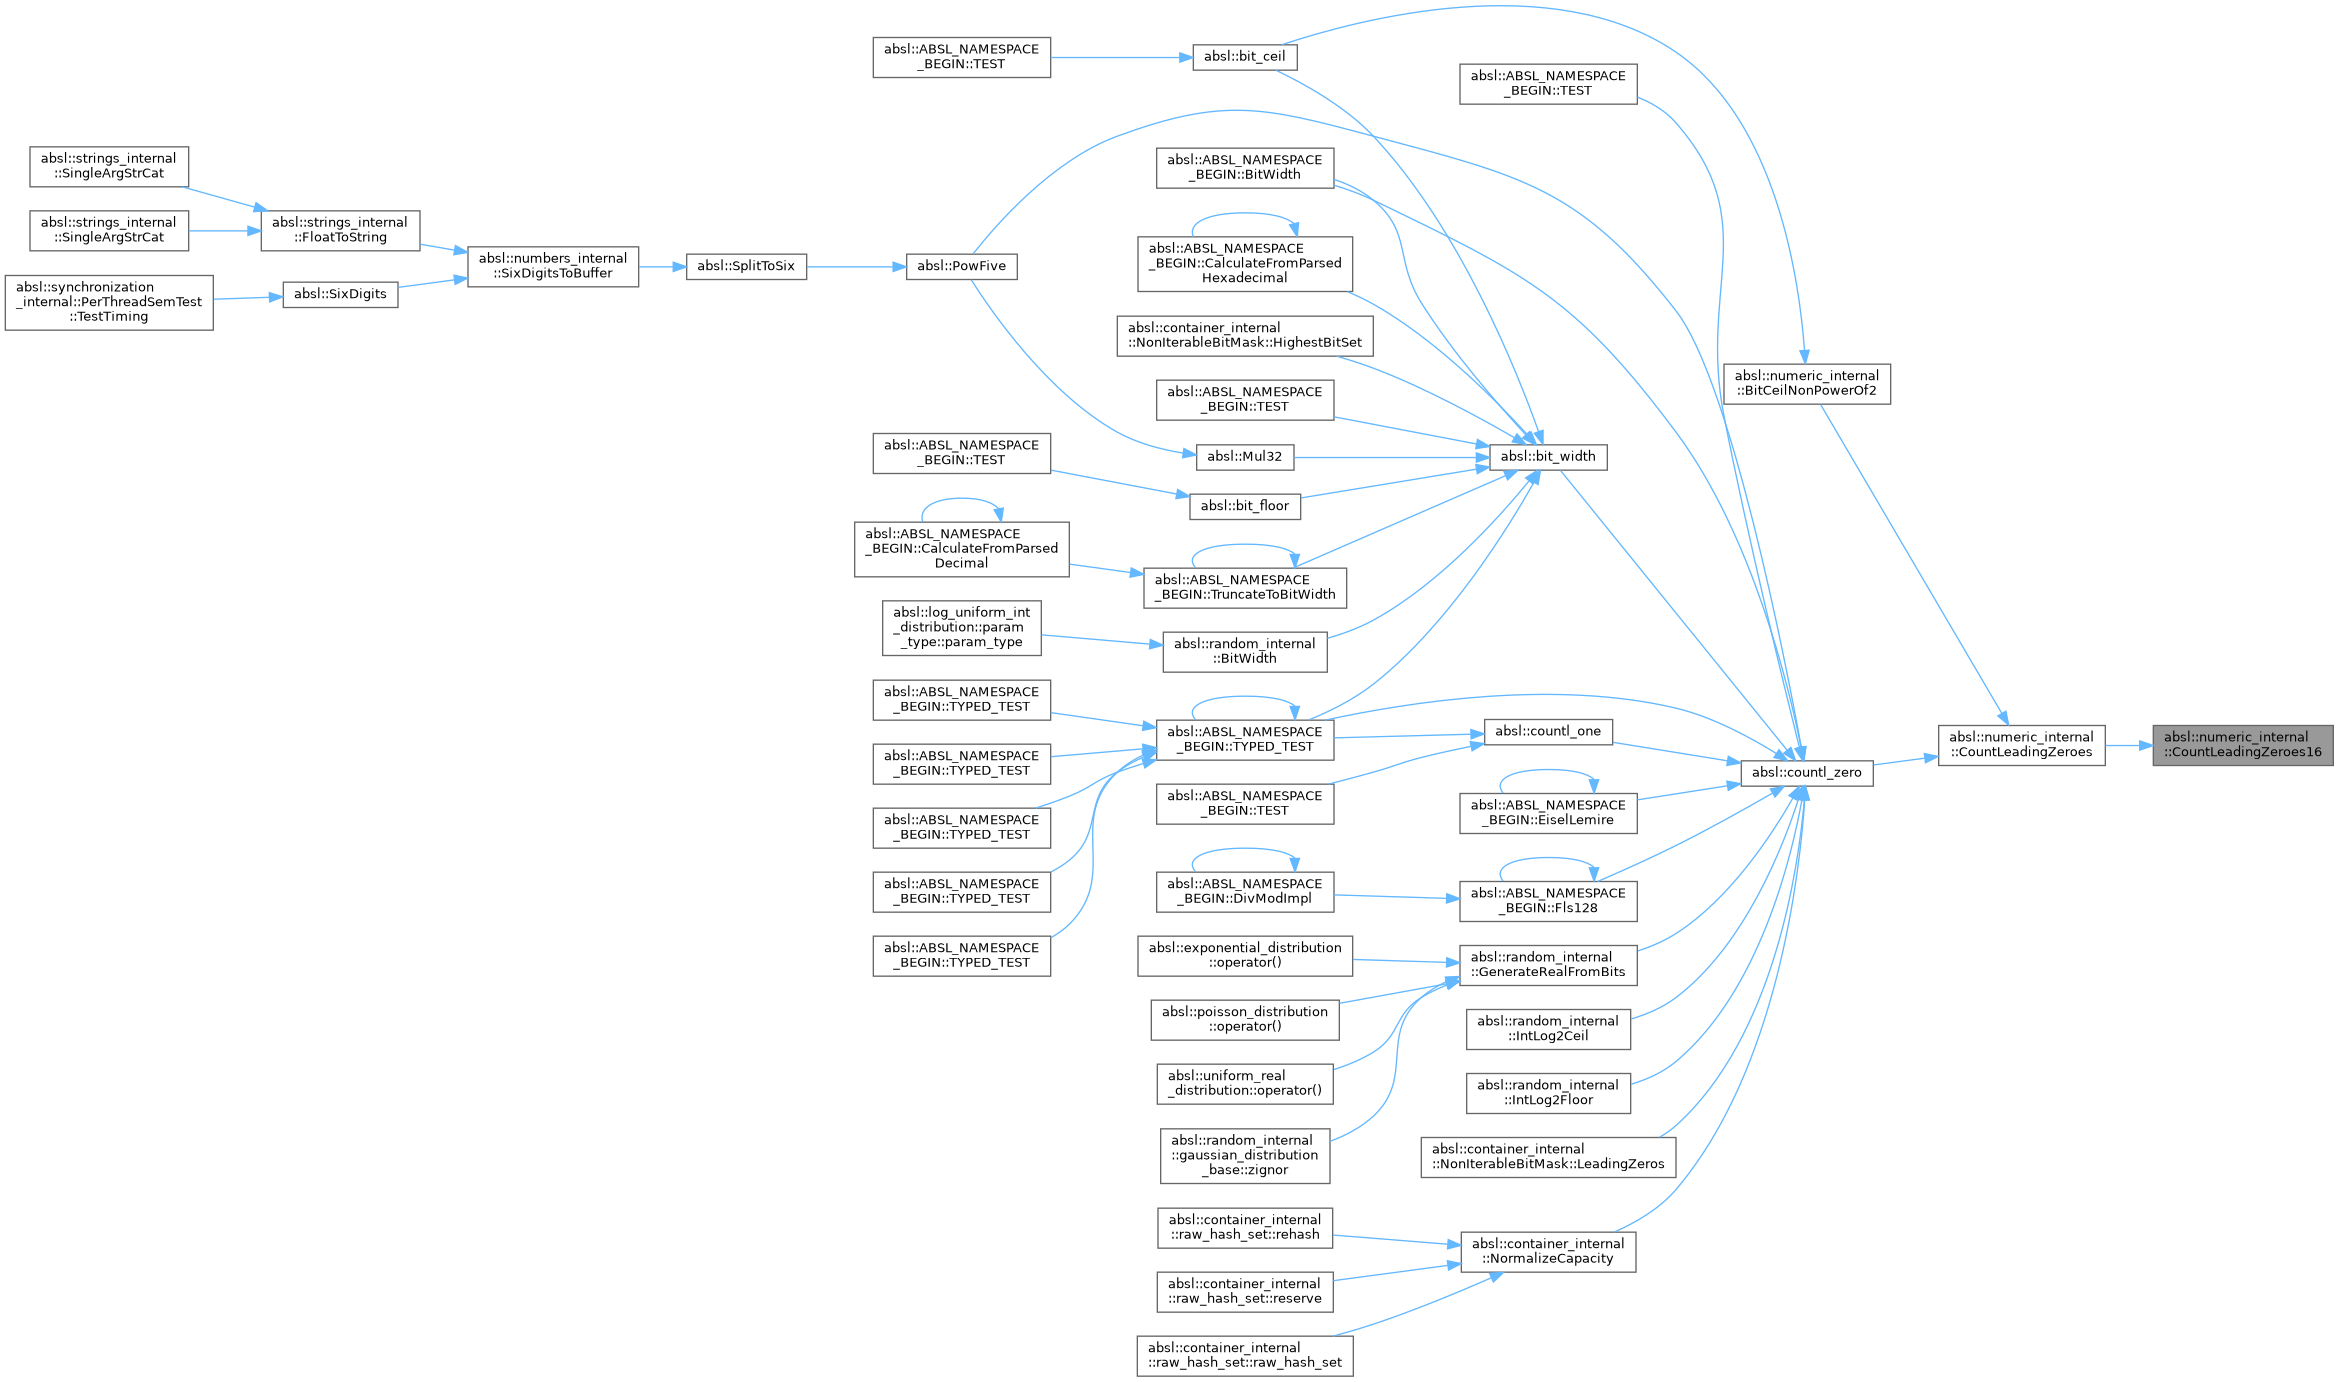 absl::ABSL_NAMESPACE
_BEGIN::TEST
absl::bit_ceil
absl::ABSL_NAMESPACE
_BEGIN::TEST
absl::strings_internal
::SingleArgStrCat
absl::strings_internal
::SingleArgStrCat
absl::synchronization
_internal::PerThreadSemTest
::TestTiming
absl::strings_internal
::FloatToString
absl::SixDigits
absl::numbers_internal
::SixDigitsToBuffer
absl::SplitToSix
absl::PowFive
absl::ABSL_NAMESPACE
_BEGIN::BitWidth
absl::ABSL_NAMESPACE
_BEGIN::CalculateFromParsed
Hexadecimal
absl::container_internal
::NonIterableBitMask::HighestBitSet
absl::ABSL_NAMESPACE
_BEGIN::TEST
absl::Mul32
absl::ABSL_NAMESPACE
_BEGIN::TEST
absl::bit_floor
absl::bit_width
absl::numeric_internal
::BitCeilNonPowerOf2
absl::ABSL_NAMESPACE
_BEGIN::CalculateFromParsed
Decimal
absl::ABSL_NAMESPACE
_BEGIN::TruncateToBitWidth
absl::log_uniform_int
_distribution::param
_type::param_type
absl::random_internal
::BitWidth
absl::ABSL_NAMESPACE
_BEGIN::TYPED_TEST
absl::ABSL_NAMESPACE
_BEGIN::TYPED_TEST
absl::ABSL_NAMESPACE
_BEGIN::TYPED_TEST
absl::ABSL_NAMESPACE
_BEGIN::TYPED_TEST
absl::ABSL_NAMESPACE
_BEGIN::TYPED_TEST
absl::ABSL_NAMESPACE
_BEGIN::TYPED_TEST
absl::countl_one
absl::ABSL_NAMESPACE
_BEGIN::TEST
absl::ABSL_NAMESPACE
_BEGIN::EiselLemire
absl::countl_zero
absl::numeric_internal
::CountLeadingZeroes
absl::numeric_internal
::CountLeadingZeroes16
absl::ABSL_NAMESPACE
_BEGIN::DivModImpl
absl::ABSL_NAMESPACE
_BEGIN::Fls128
absl::exponential_distribution
::operator()
absl::random_internal
::GenerateRealFromBits
absl::poisson_distribution
::operator()
absl::random_internal
::IntLog2Ceil
absl::uniform_real
_distribution::operator()
absl::random_internal
::IntLog2Floor
absl::random_internal
::gaussian_distribution
_base::zignor
absl::container_internal
::NonIterableBitMask::LeadingZeros
absl::container_internal
::raw_hash_set::rehash
absl::container_internal
::NormalizeCapacity
absl::container_internal
::raw_hash_set::reserve
absl::container_internal
::raw_hash_set::raw_hash_set